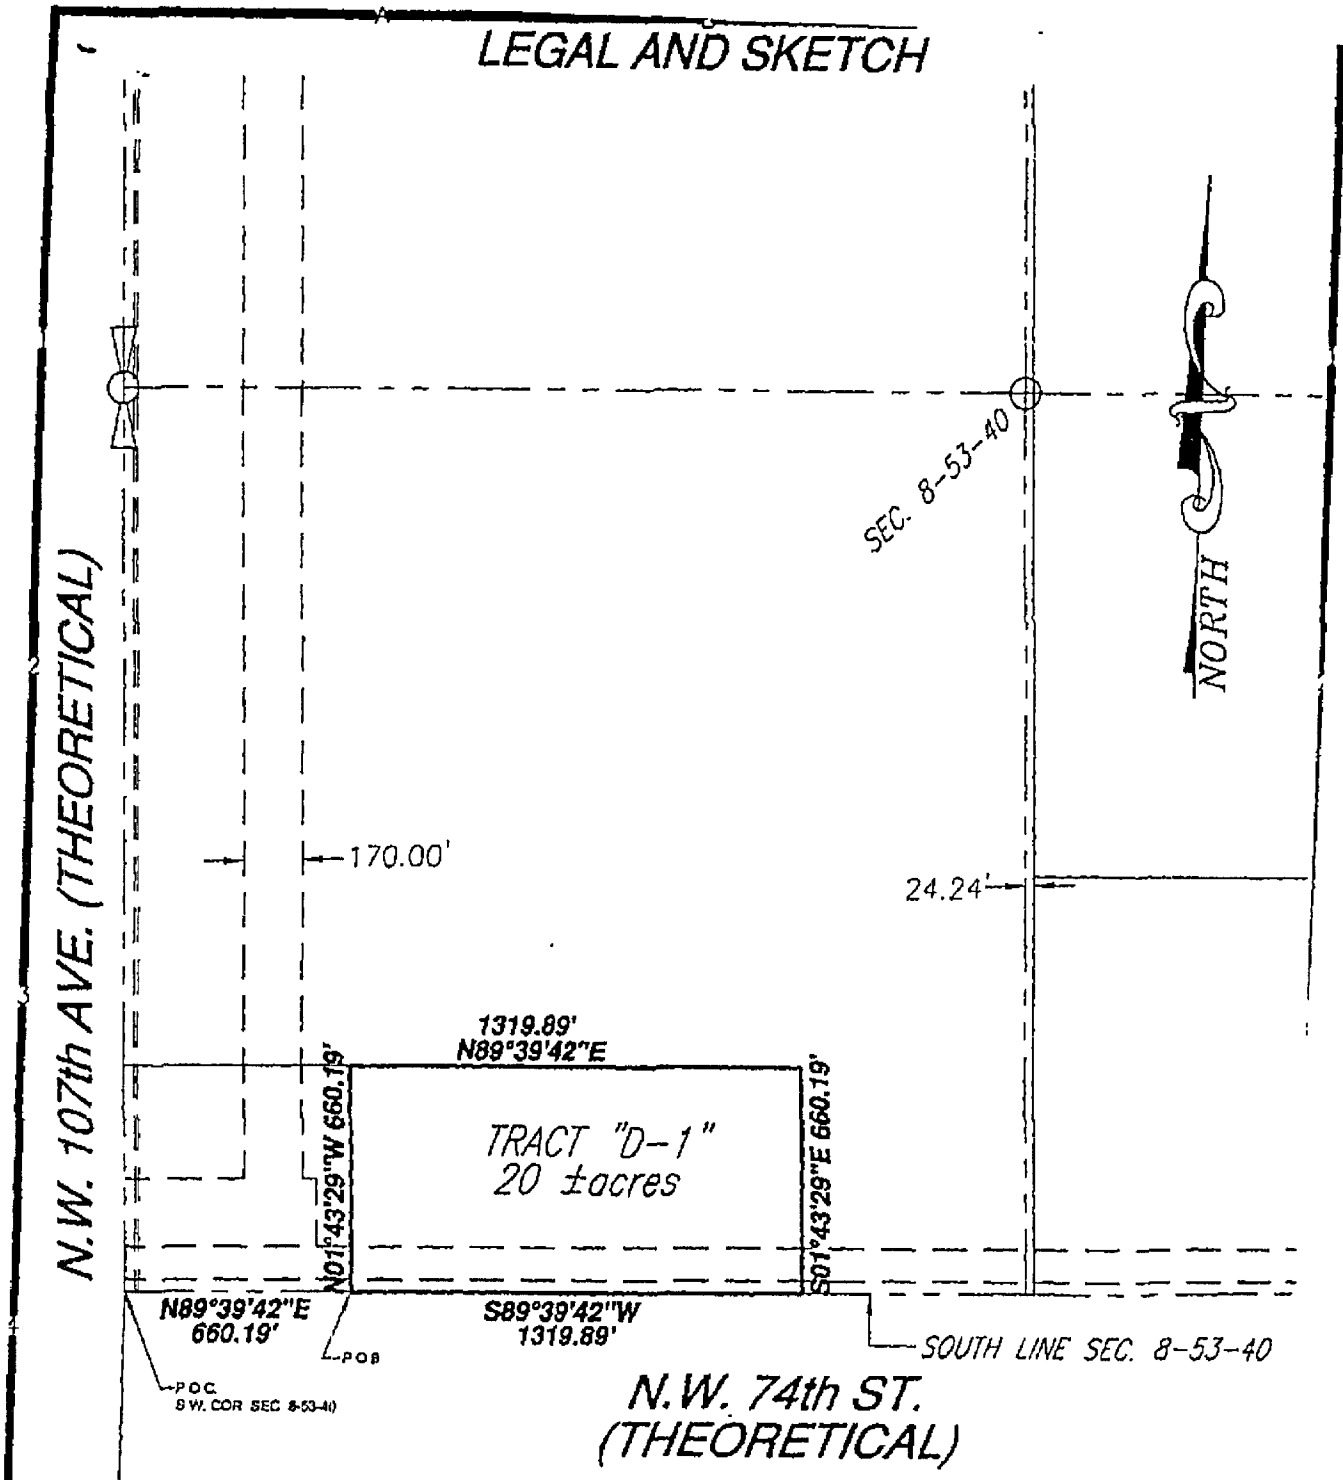 LEGAL AND SKETCH
SEC. 8-53-40
NORTH
N.W. 107th AVE. (THEORETICAL)
170.00'
24.24'
1319.89'
N89°39'42"E
N01°43'29"W 660.19'
TRACT "D-1"
20 ±acres
S01°43'29"E 660.19'
N89°39'42"E
660.19'
S89°39'42"W
1319.89'
P O B
SOUTH LINE SEC. 8-53-40
P O C
S W. COR SEC 8-53-40
N.W. 74th ST.
(THEORETICAL)